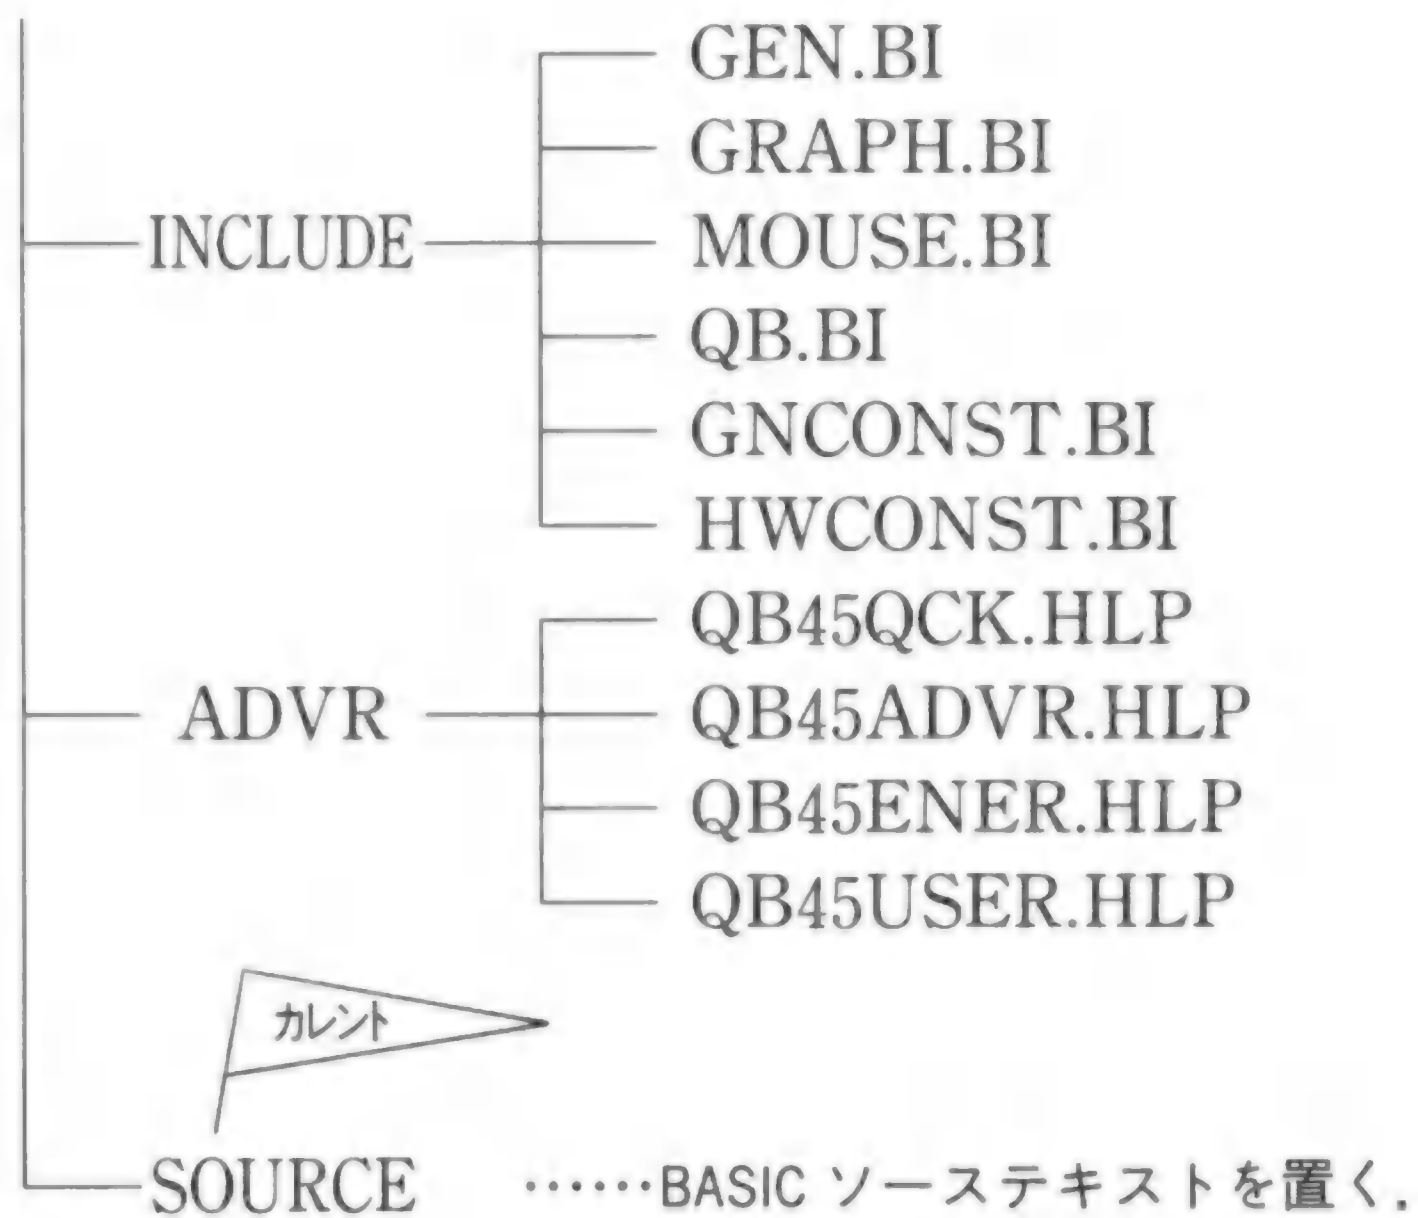 GEN.BI
GRAPH.BI
INCLUDE MOUSE.BI
QB.BI
GNCONST.BI
HWCONST.BI
QB45QCK.HLP
ADVR QB45ADVR.HLP
QB45ENER.HLP
QB45USER.HLP
カレント
SOURCE ……BASIC ソーステキストを置く.